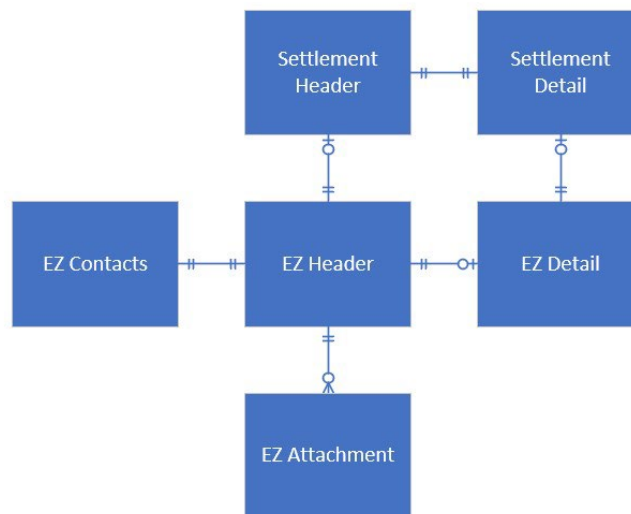 Settlement
Header
Settlement
Detail
EZ Contacts
EZ Header
EZ Detail
EZ Attachment